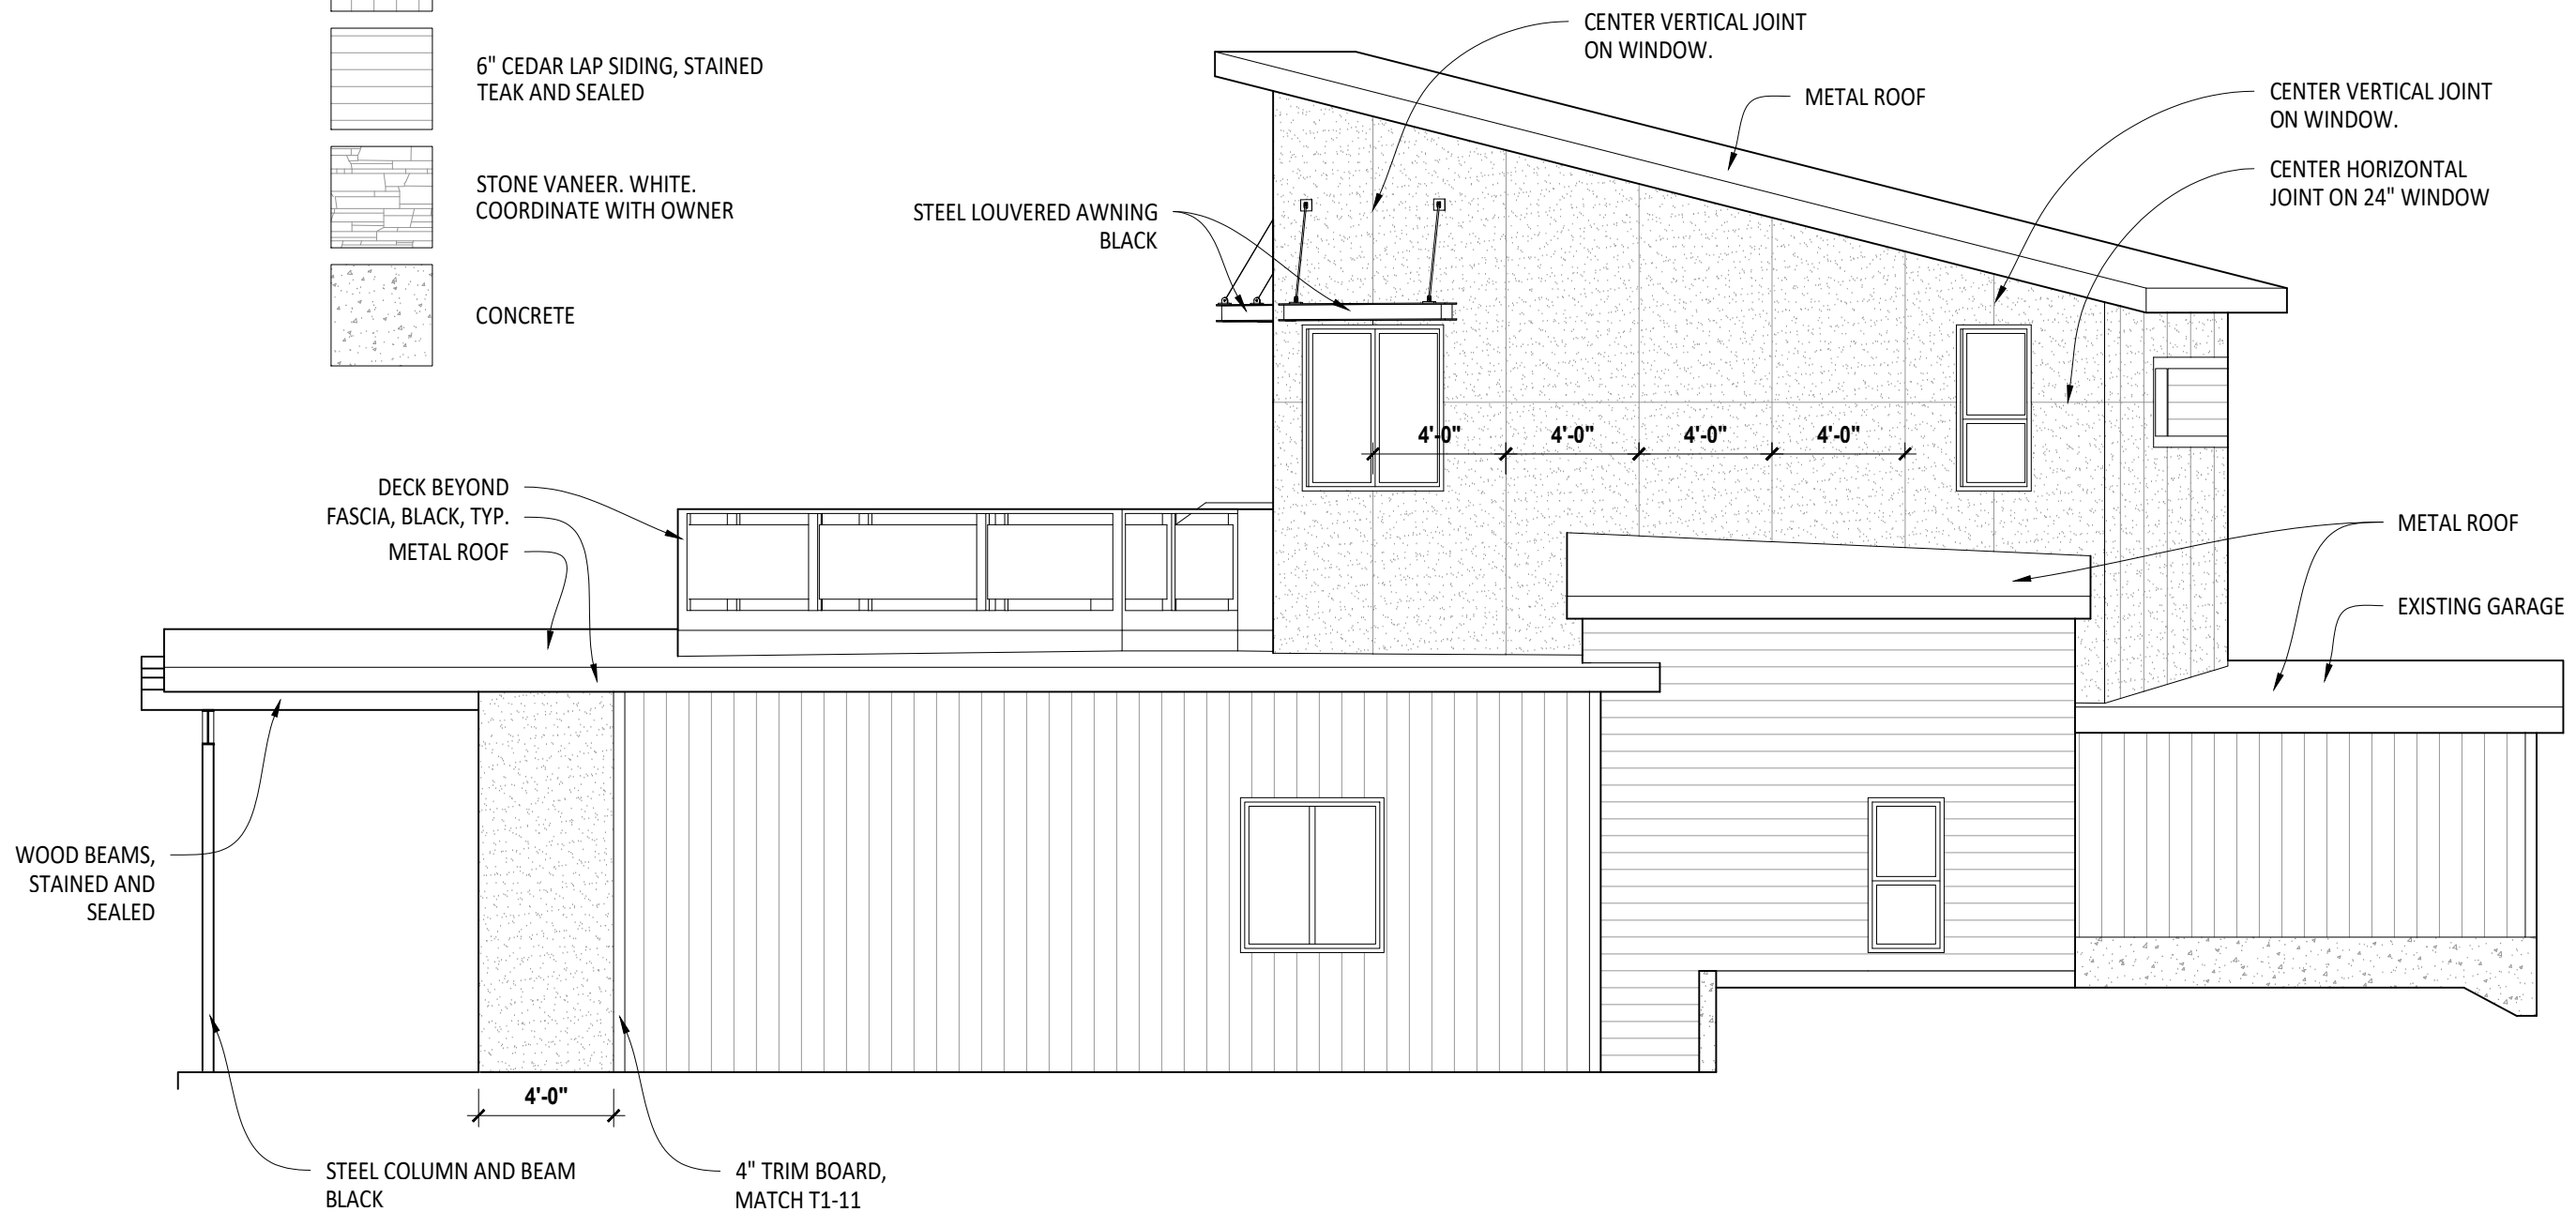 6" CEDAR LAP SIDING, STAINED
TEAK AND SEALED
STONE VANEER. WHITE.
COORDINATE WITH OWNER
CONCRETE
CENTER VERTICAL JOINT
ON WINDOW.
METAL ROOF
CENTER VERTICAL JOINT
ON WINDOW.
CENTER HORIZONTAL
JOINT ON 24" WINDOW
STEEL LOUVERED AWNING
BLACK
4'-0"
4'-0"
4'-0"
4'-0"
DECK BEYOND
FASCIA, BLACK, TYP.
METAL ROOF
METAL ROOF
EXISTING GARAGE
WOOD BEAMS,
STAINED AND
SEALED
4'-0"
STEEL COLUMN AND BEAM
BLACK
4" TRIM BOARD,
MATCH T1-11